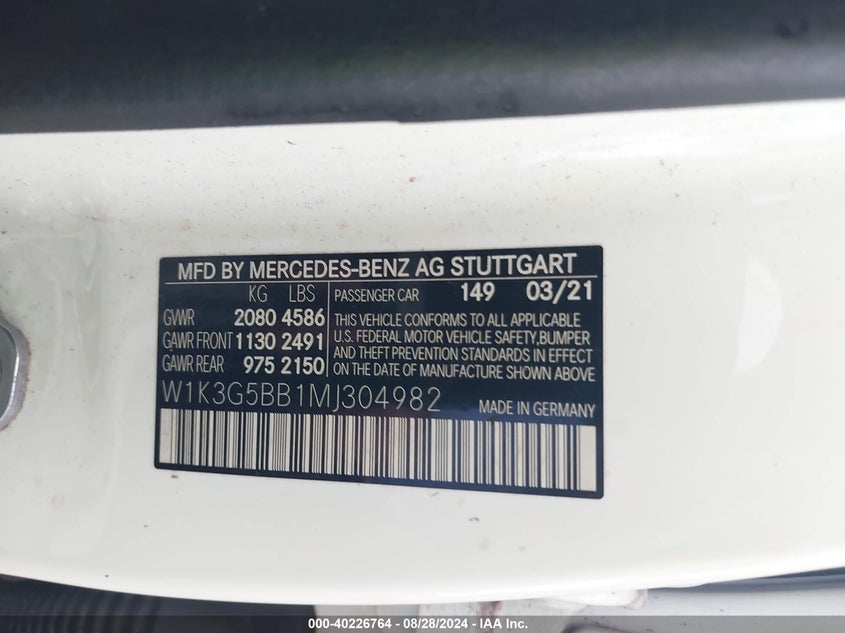 MFD BY MERCEDES-BENZ AG STUTTGART
KG LBS
GVWR 2080 4586
GAWR FRONT 1130 2491
GAWR REAR 975 2150
PASSENGER CAR 149 03/21
THIS VEHICLE CONFORMS TO ALL APPLICABLE
U.S. FEDERAL MOTOR VEHICLE SAFETY,BUMPER
AND THEFT PREVENTION STANDARDS IN EFFECT
ON THE DATE OF MANUFACTURE SHOWN ABOVE
W1K3G5BB1MJ304982 MADE IN GERMANY
000-40226764 - 08/28/2024 - IAA Inc.